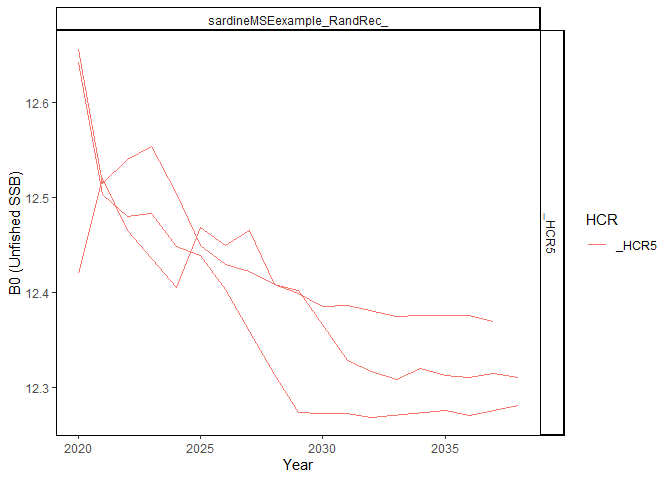 sardineMSEexample_RandRec_
B0 (Unfished SSB)
12.6
12.5
12.4
12.3
2020
2025
2030
2035
Year
_HCR5
HCR
_HCR5